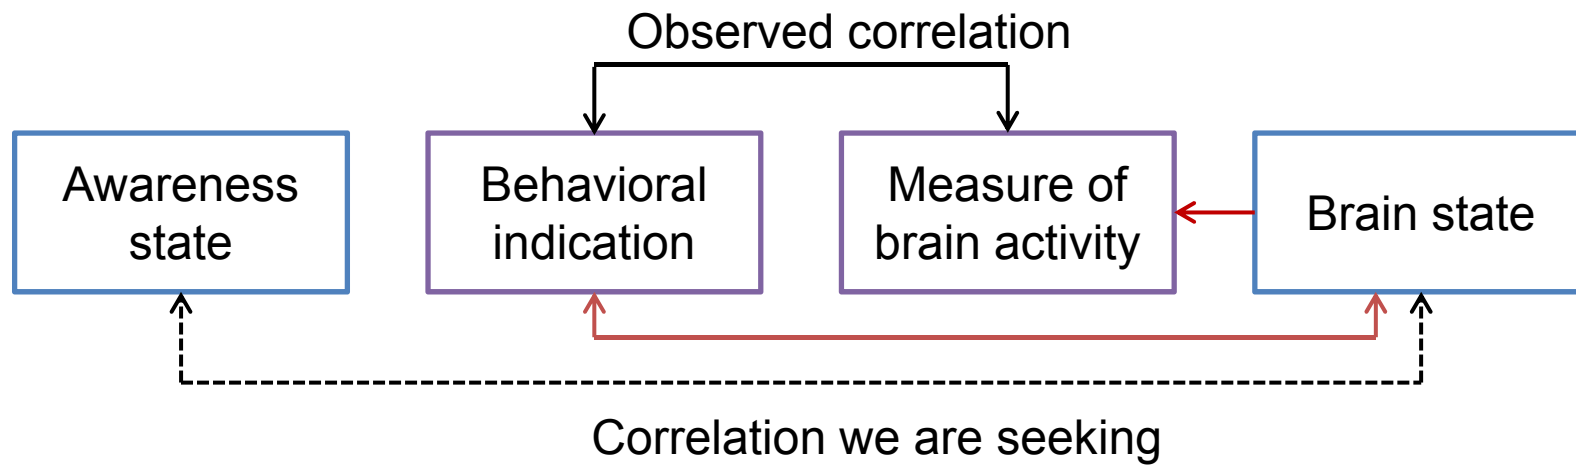 Observed correlation
Awareness
state
Behavioral
indication
Measure of
brain activity
Brain state
Correlation we are seeking